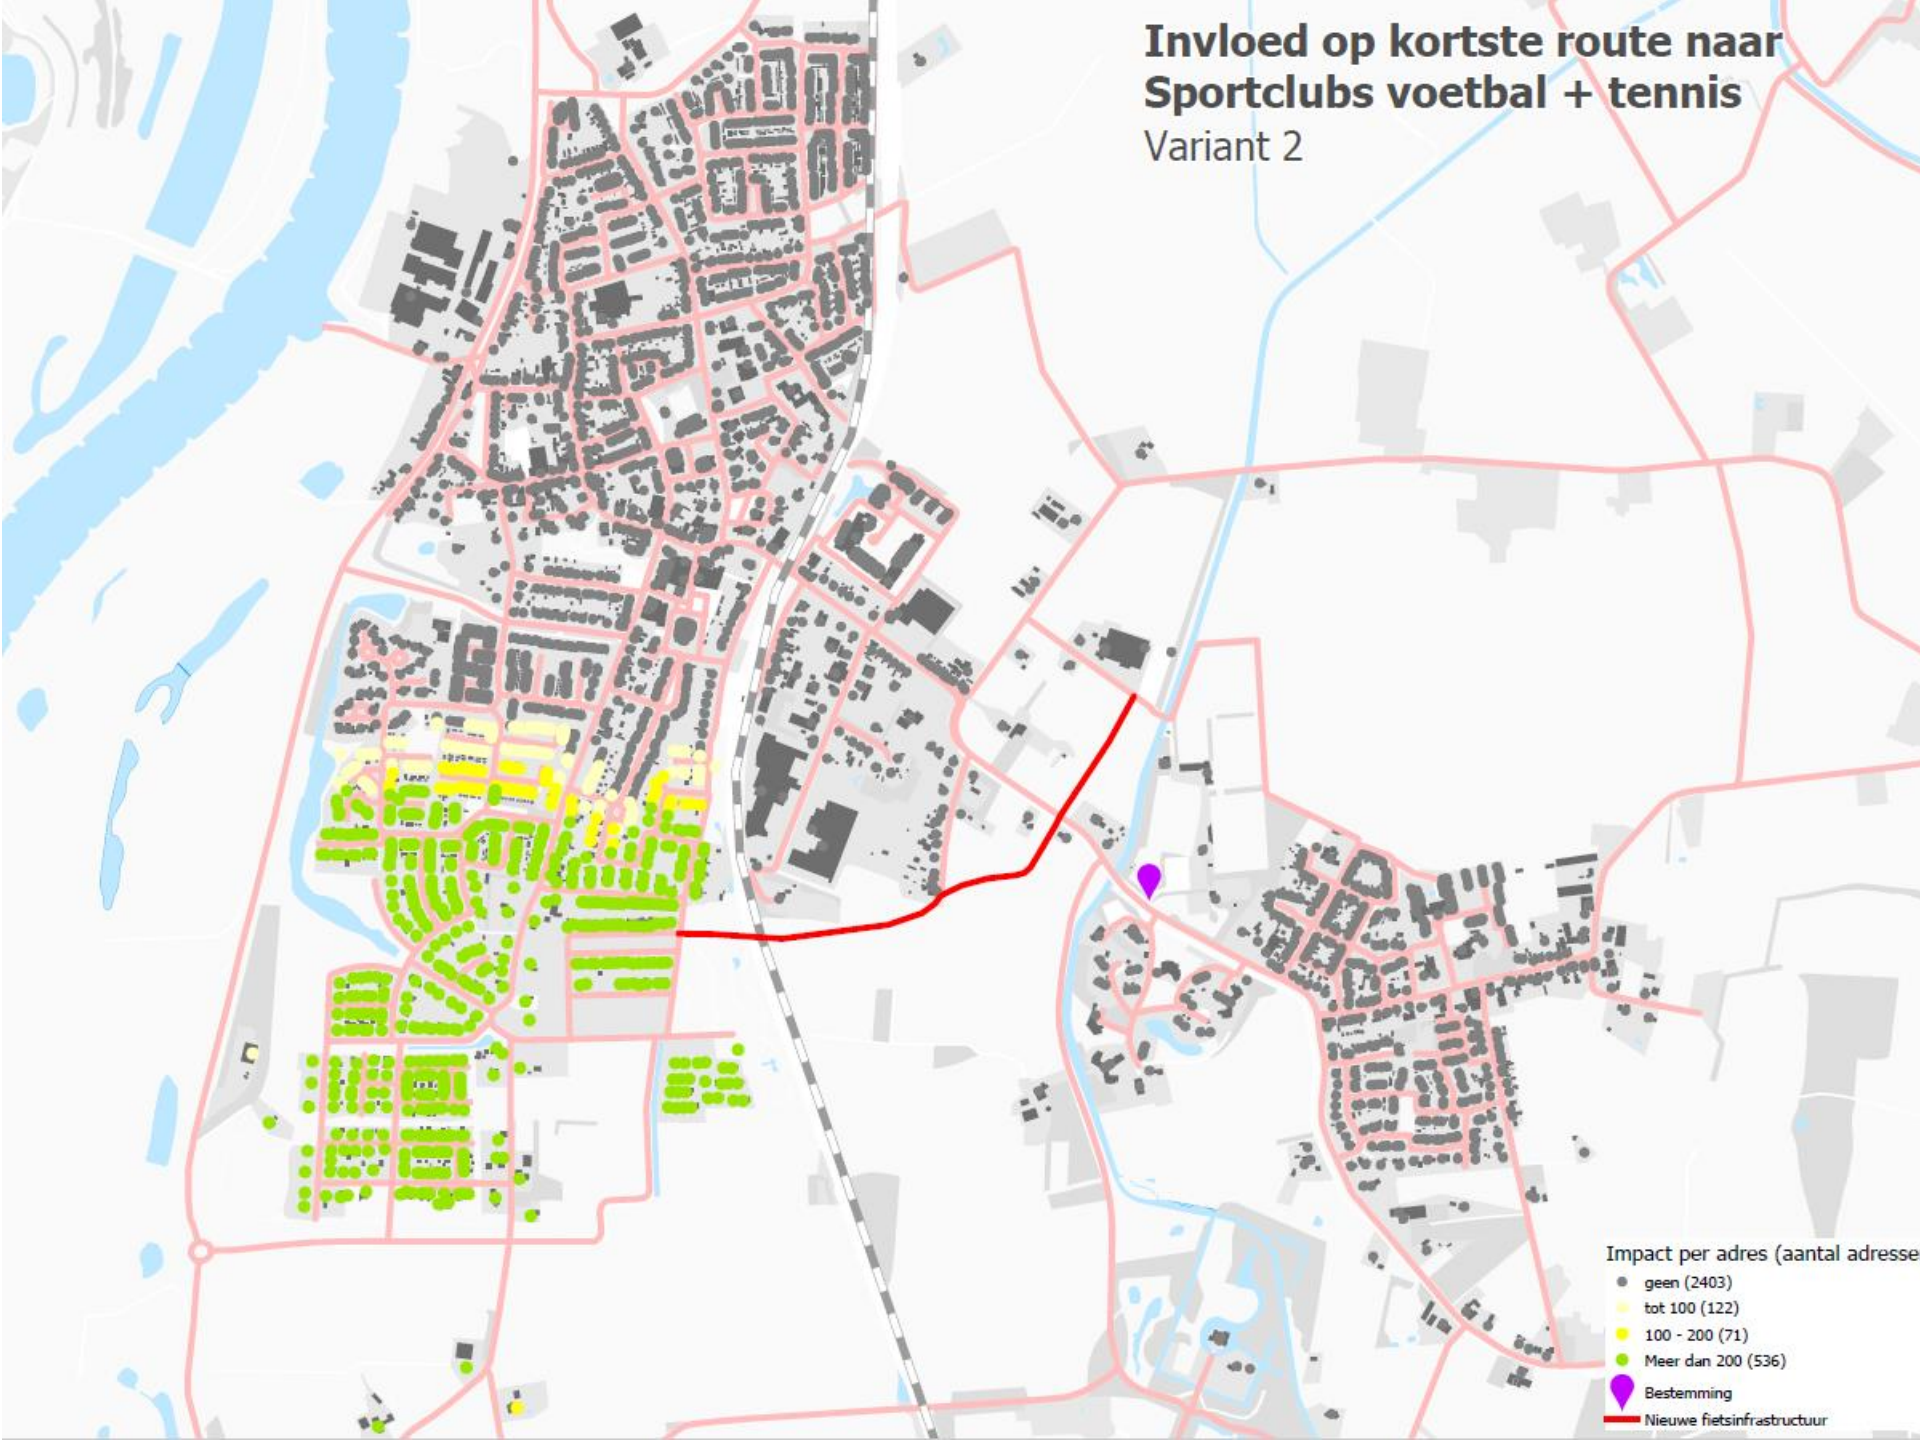 Invloed op kortste route naar
Sportclubs voetbal + tennis
Variant 2
Impact per adres (aantal adresse
geen (2403)
tot 100 (122)
100 - 200 (71)
Meer dan 200 (536)
Bestemming
Nieuwe fietsinfrastructuur